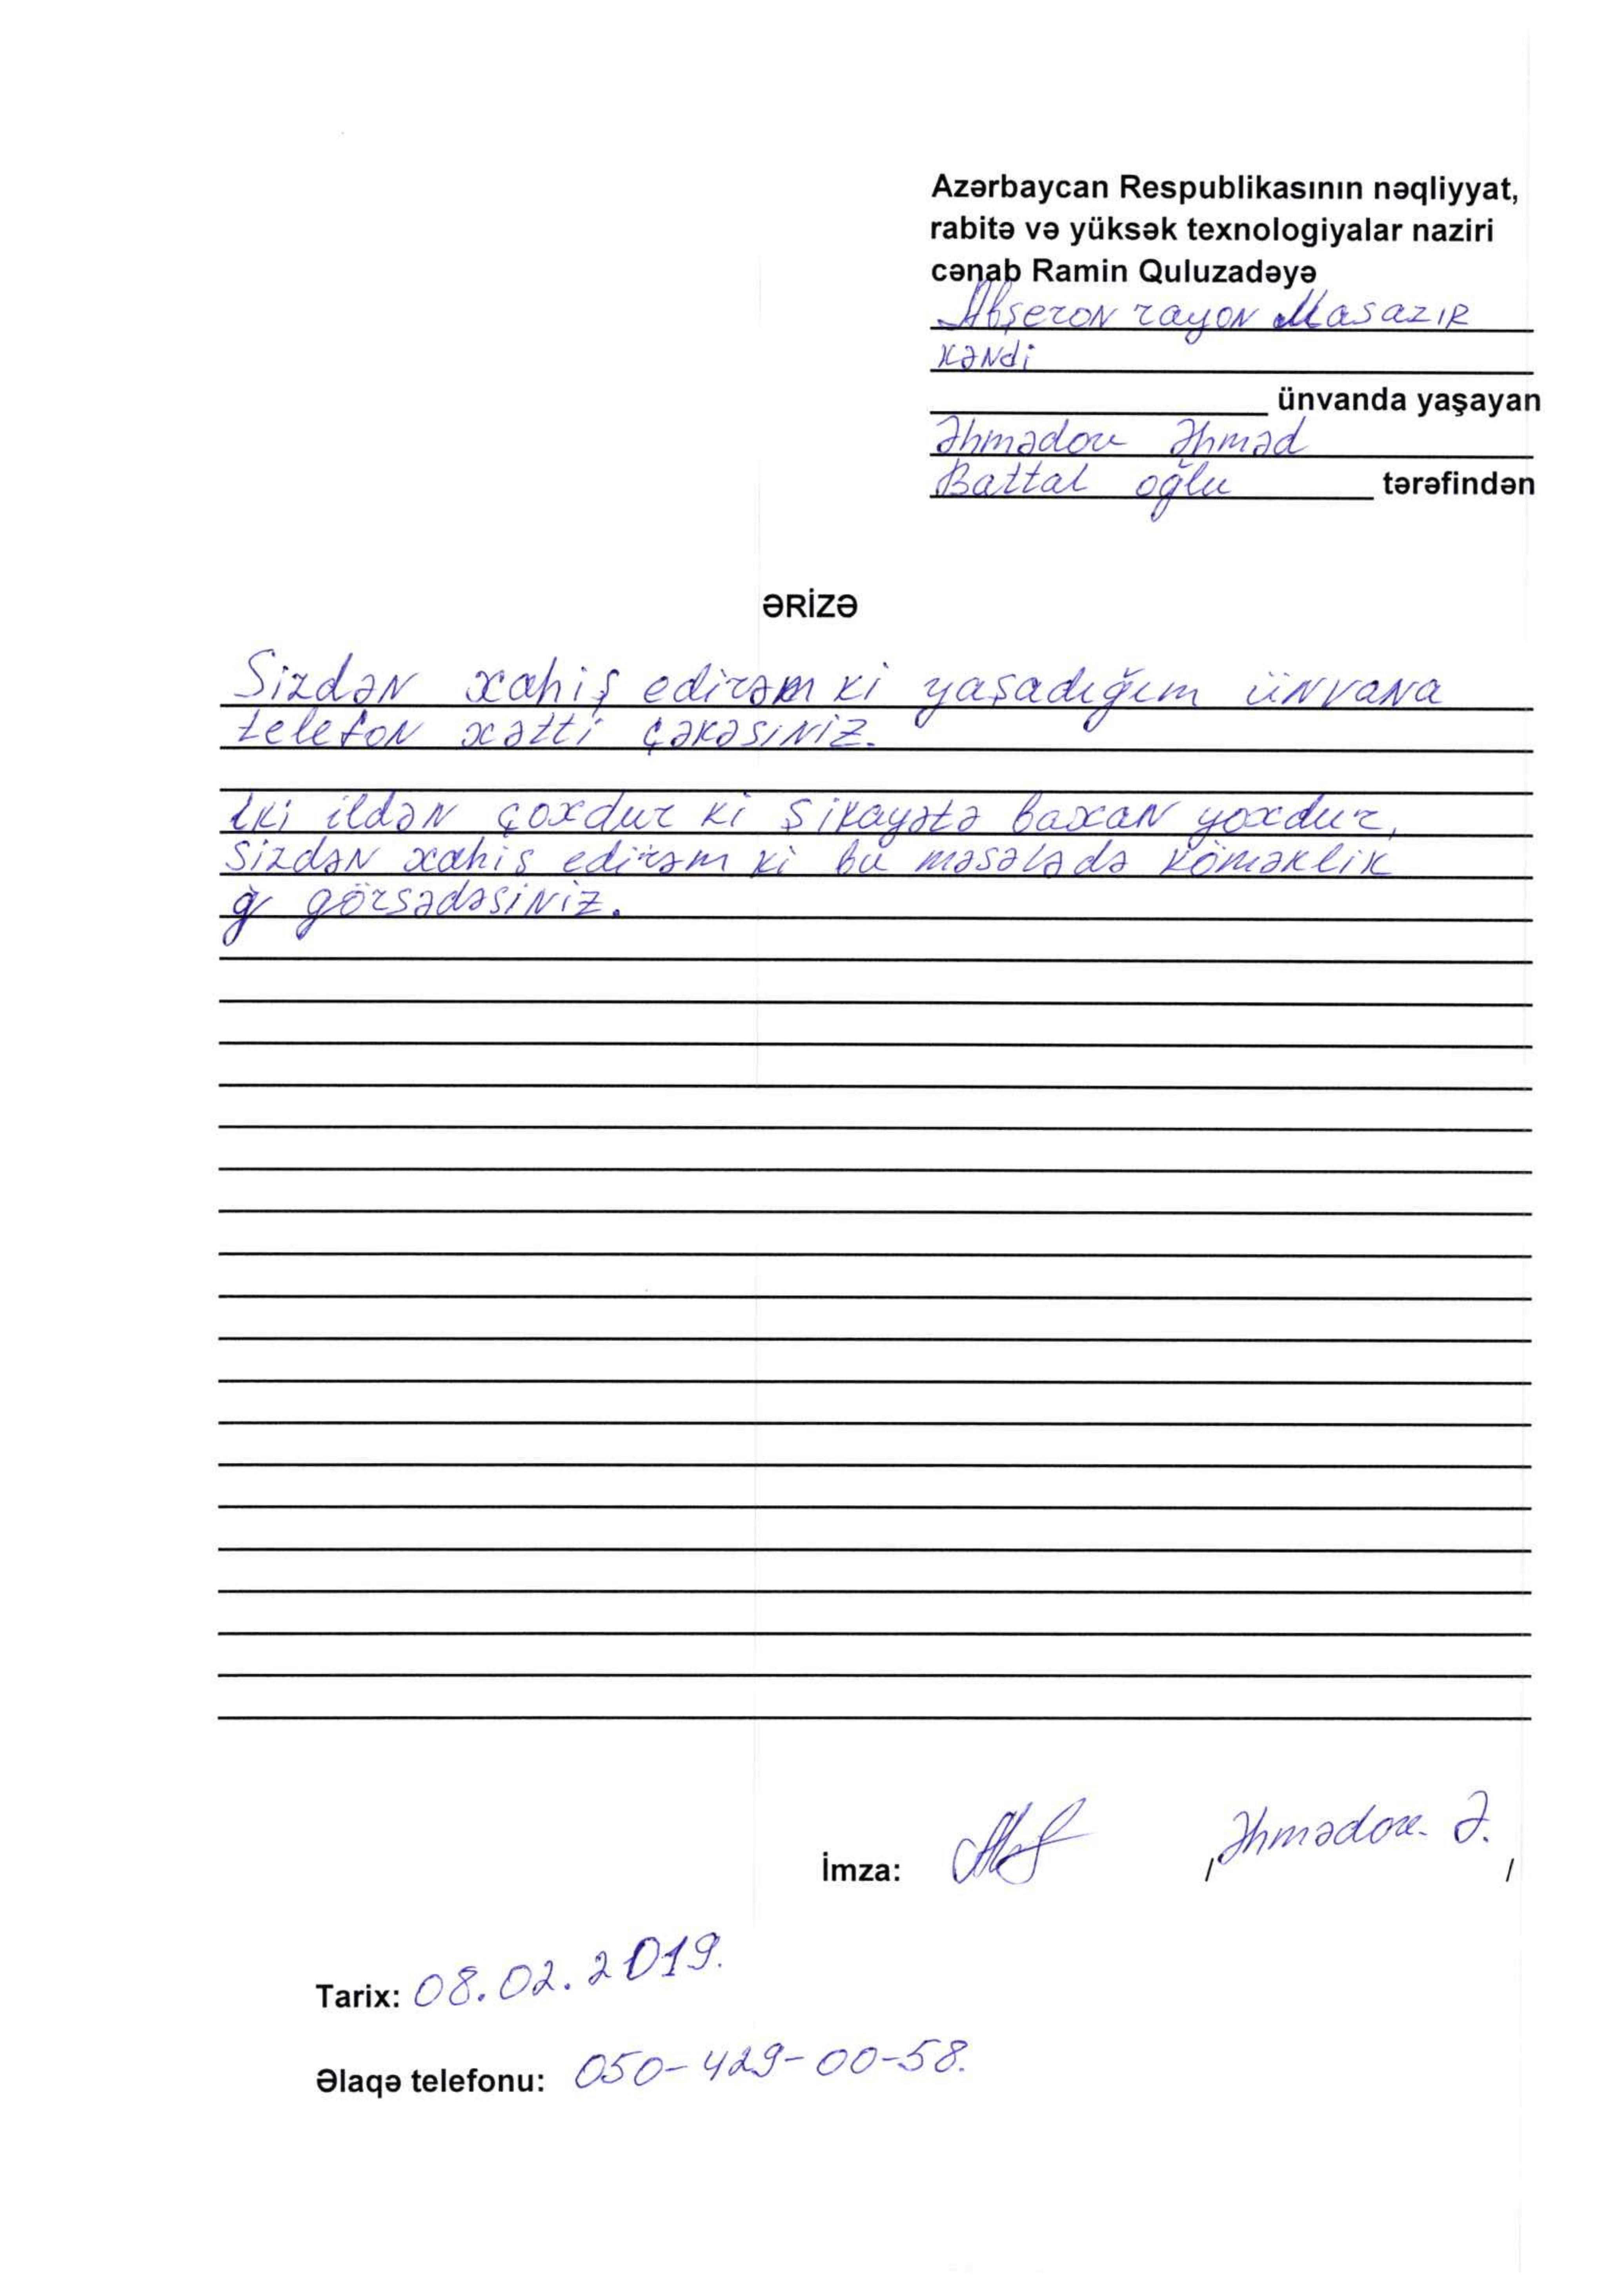 Azərbaycan Respublikasının nəqliyyat,
rabitə və yüksək texnologiyalar naziri
cənab Ramin Quluzadəyə
Abşeron rayon Masazır
kəndi
ünvanda yaşayan
Əhmədov Əhməd
Battal oğlu tərəfindən
ƏRİZƏ
Sizdən xahiş edirəm ki yaşadığım ünvana
telefon xətti çəkəsiniz.
İki ildən çoxdur ki şikayətə baxan yoxdur,
Sizdən xahiş edirəm ki bu məsələdə köməklik
görsədəsiniz.
İmza: / Əhmədov. Ə. /
Tarix: 08.02.2019.
Əlaqə telefonu: 050-429-00-58.